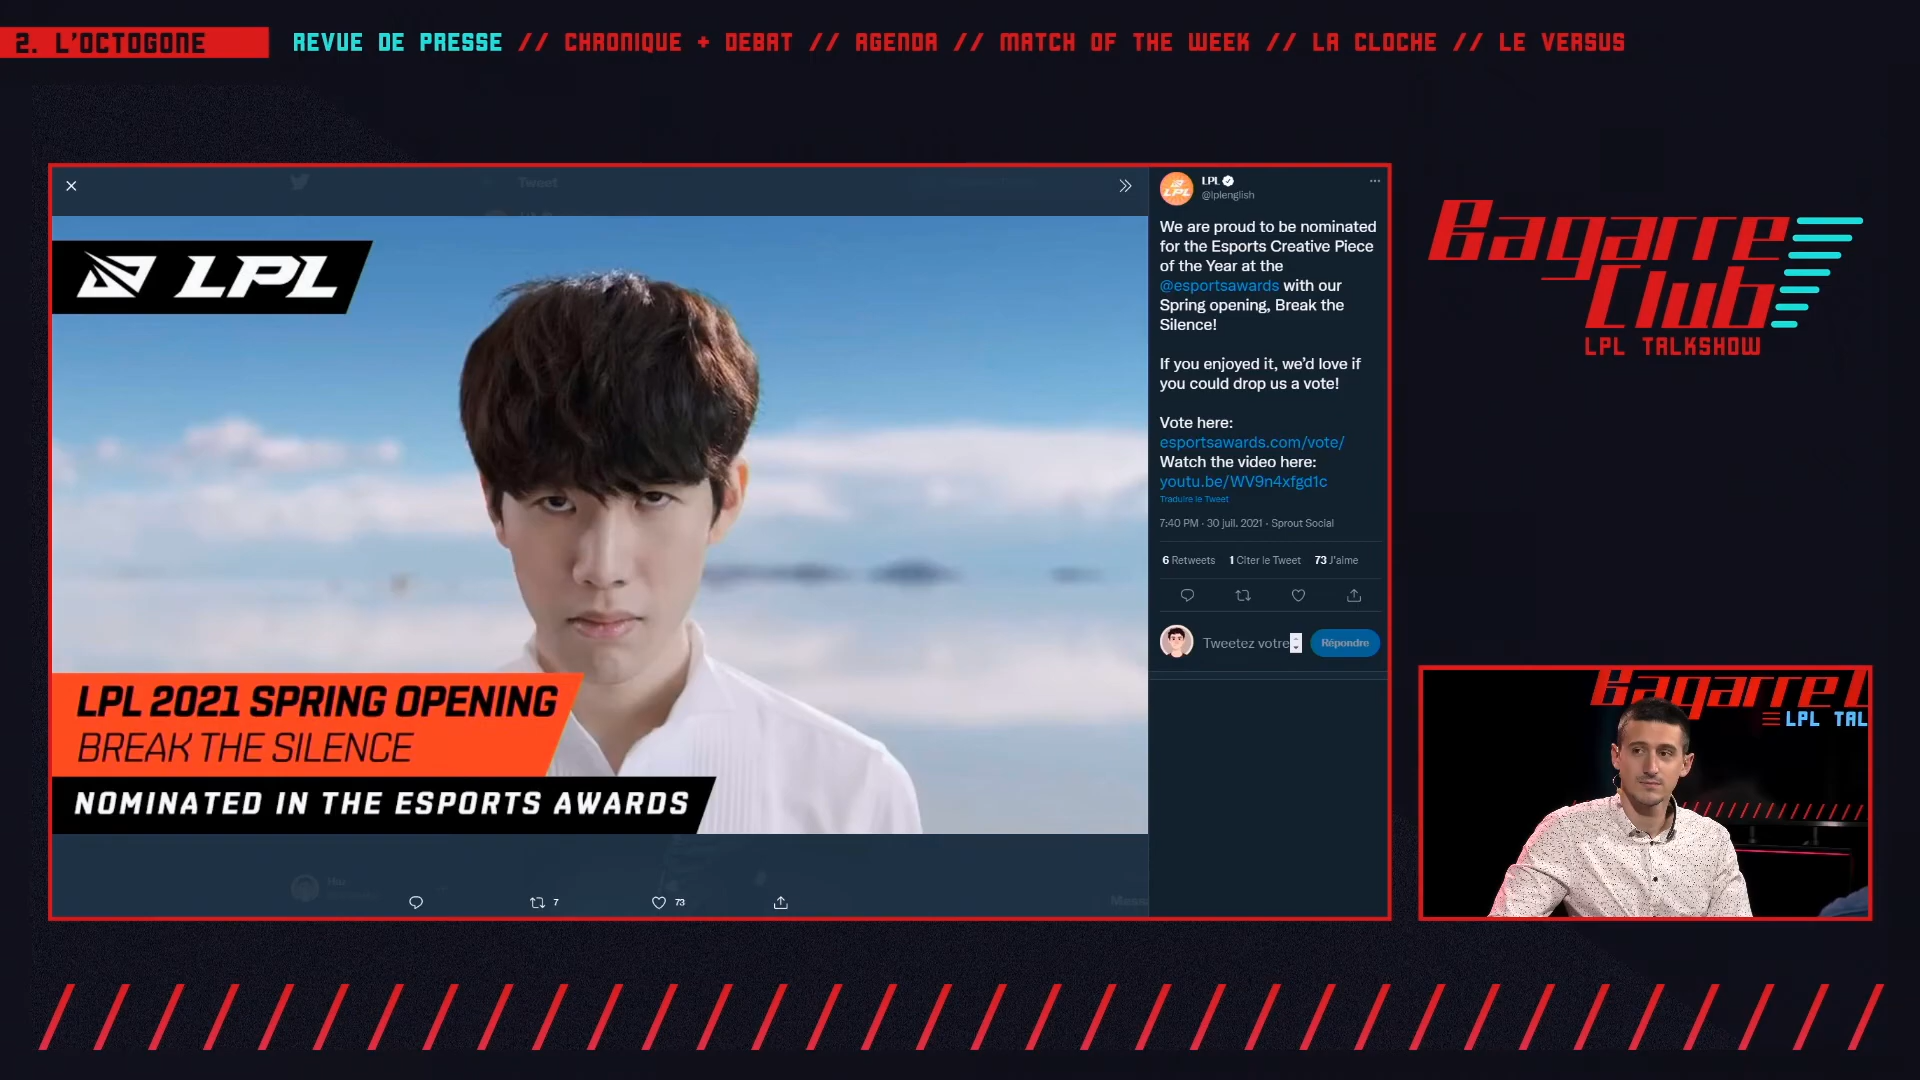 2. L'OCTOGONE
REVUE DE PRESSE // CHRONIQUE + DEBAT // AGENDA // MATCH OF THE WEEK // LA CLOCHE // LE VERSUS
Tweet
LPL
LPL 2021 SPRING OPENING
BREAK THE SILENCE
NOMINATED IN THE ESPORTS AWARDS
7
73
LPL
LPL
@lplenglish
We are proud to be nominated
for the Esports Creative Piece
of the Year at the
@esportsawards with our
Spring opening, Break the
Silence!
If you enjoyed it, we'd love if
you could drop us a vote!
Vote here:
esportsawards.com/vote/
Watch the video here:
youtu.be/WV9n4xfgd1c
Traduire le Tweet
7:40 PM · 30 juil. 2021 · Sprout Social
6 Retweets 1 Citer le Tweet 73 J'aime
Tweetez votre
Répondre
Bagarre
Club
LPL TALKSHOW
Bagarre
LPL TAL